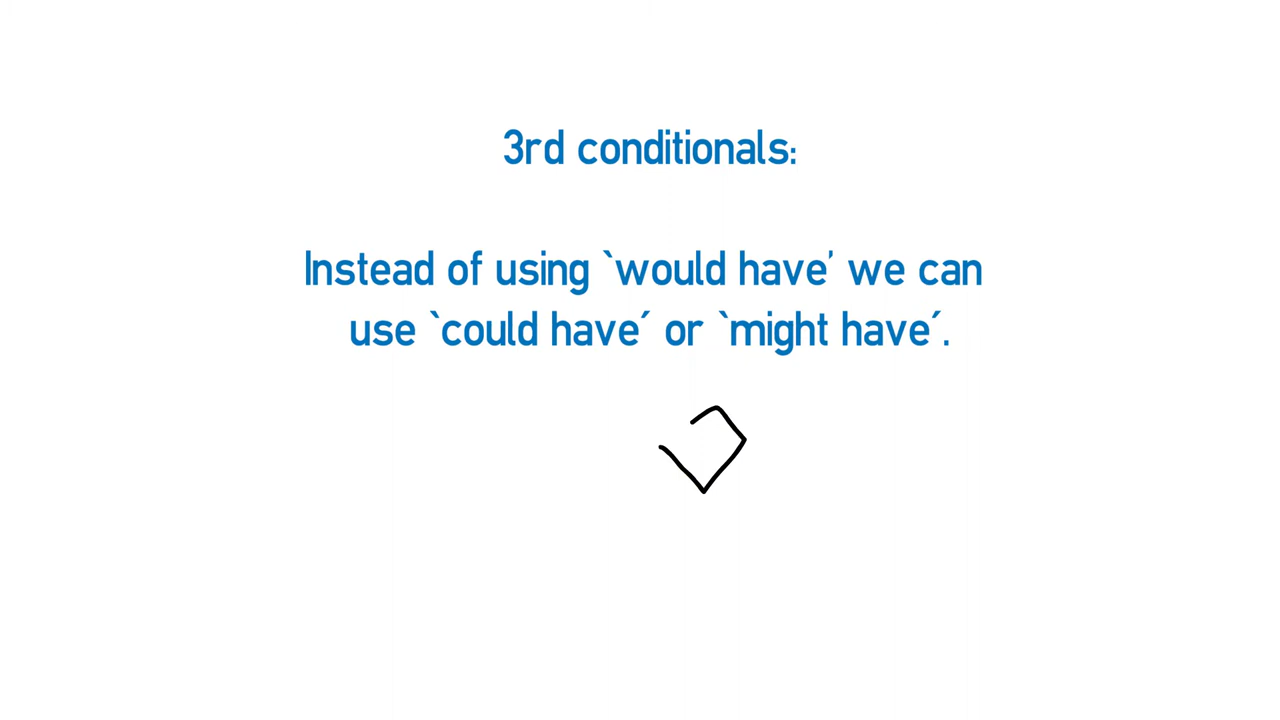 3rd conditionals:
Instead of using `would have’ we can
use `could have´ or `might have´.